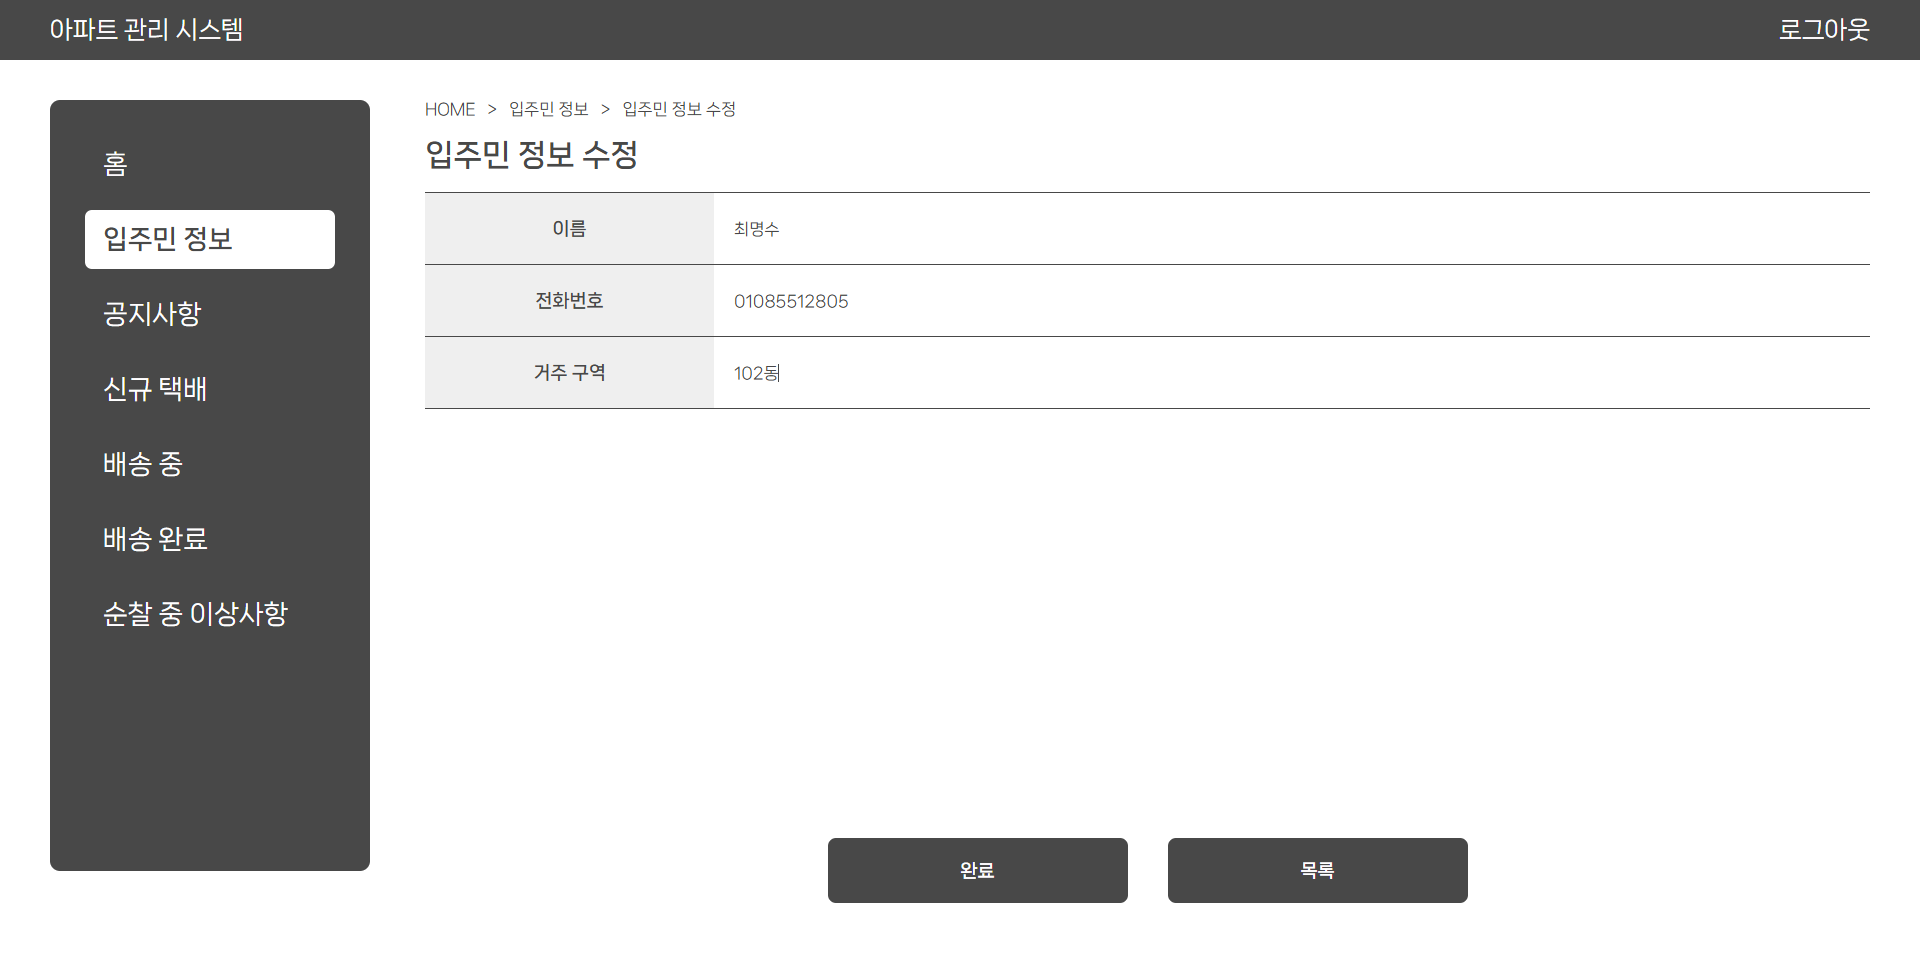 아파트 관리 시스템
로그아웃
홈
입주민 정보
공지사항
신규 택배
배송 중
배송 완료
순찰 중 이상사항
HOME > 입주민 정보 > 입주민 정보 수정
입주민 정보 수정
이름 최명수
전화번호 01085512805
거주 구역 102동
완료
목록